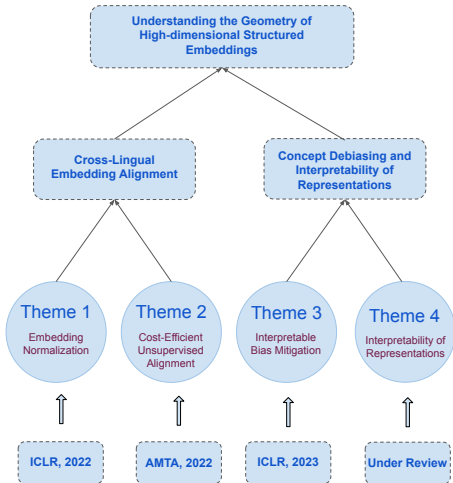 Understanding the Geometry of
High-dimensional Structured
Embeddings
Cross-Lingual
Embedding Alignment
Concept Debiasing and
Interpretability of
Representations
Theme 1
Embedding
Normalization
Theme 2
Cost-Efficient
Unsupervised
Alignment
Theme 3
Interpretable
Bias Mitigation
Theme 4
Interpretability of
Representations
ICLR, 2022
AMTA, 2022
ICLR, 2023
Under Review